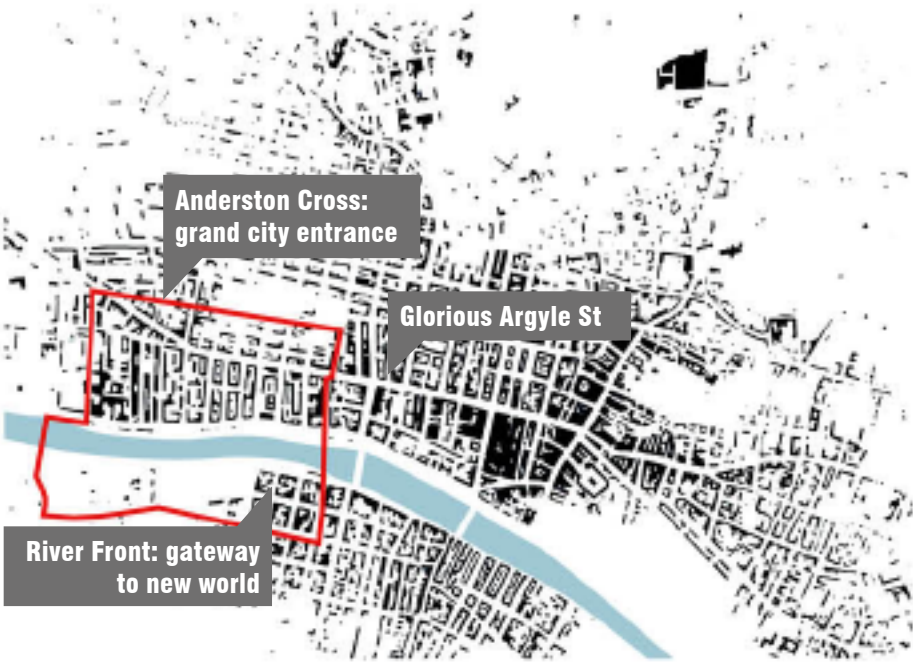 Anderston Cross:
grand city entrance
Glorious Argyle St
River Front: gateway
to new world